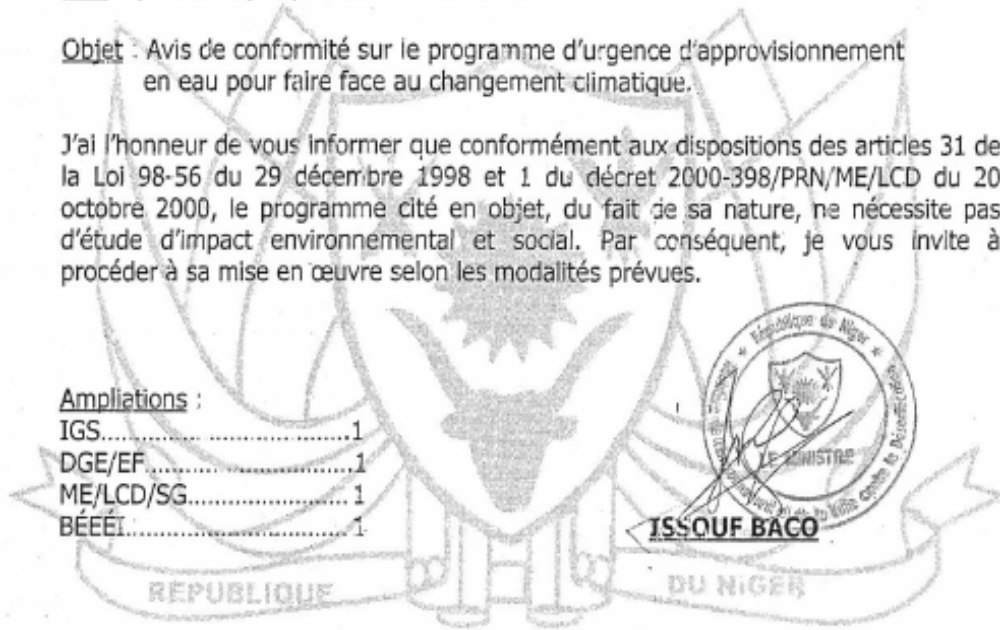 Objet : Avis de conformité sur le programme d'urgence d'approvisionnement
en eau pour faire face au changement climatique.
J'ai l'honneur de vous informer que conformément aux dispositions des articles 31 de
la Loi 98-56 du 29 décembre 1998 et 1 du décret 2000-398/PRN/ME/LCD du 20
octobre 2000, le programme cité en objet, du fait de sa nature, ne nécessite pas
d'étude d'impact environnemental et social. Par conséquent, je vous invite à
procéder à sa mise en œuvre selon les modalités prévues.
Ampliations :
IGS....................................1
DGE/EF..............................1
ME/LCD/SG........................ 1
BÉEÉI.................................1
République du Niger
LE MINISTRE
ISSOUF BACO
REPUBLIQUE DU NIGER